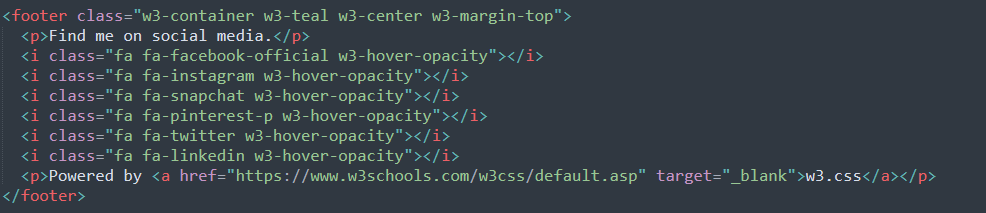 <footer class="w3-container w3-teal w3-center w3-margin-top">
  <p>Find me on social media.</p>
  <i class="fa fa-facebook-official w3-hover-opacity"></i>
  <i class="fa fa-instagram w3-hover-opacity"></i>
  <i class="fa fa-snapchat w3-hover-opacity"></i>
  <i class="fa fa-pinterest-p w3-hover-opacity"></i>
  <i class="fa fa-twitter w3-hover-opacity"></i>
  <i class="fa fa-linkedin w3-hover-opacity"></i>
  <p>Powered by <a href="https://www.w3schools.com/w3css/default.asp" target="_blank">w3.css</a></p>
</footer>